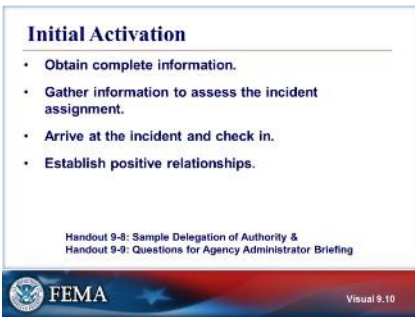 Initial Activation
• Obtain complete information.
• Gather information to assess the incident
assignment.
• Arrive at the incident and check in.
• Establish positive relationships.
Handout 9-8: Sample Delegation of Authority &
Handout 9-9: Questions for Agency Administrator Briefing
FEMA
Visual 9.10